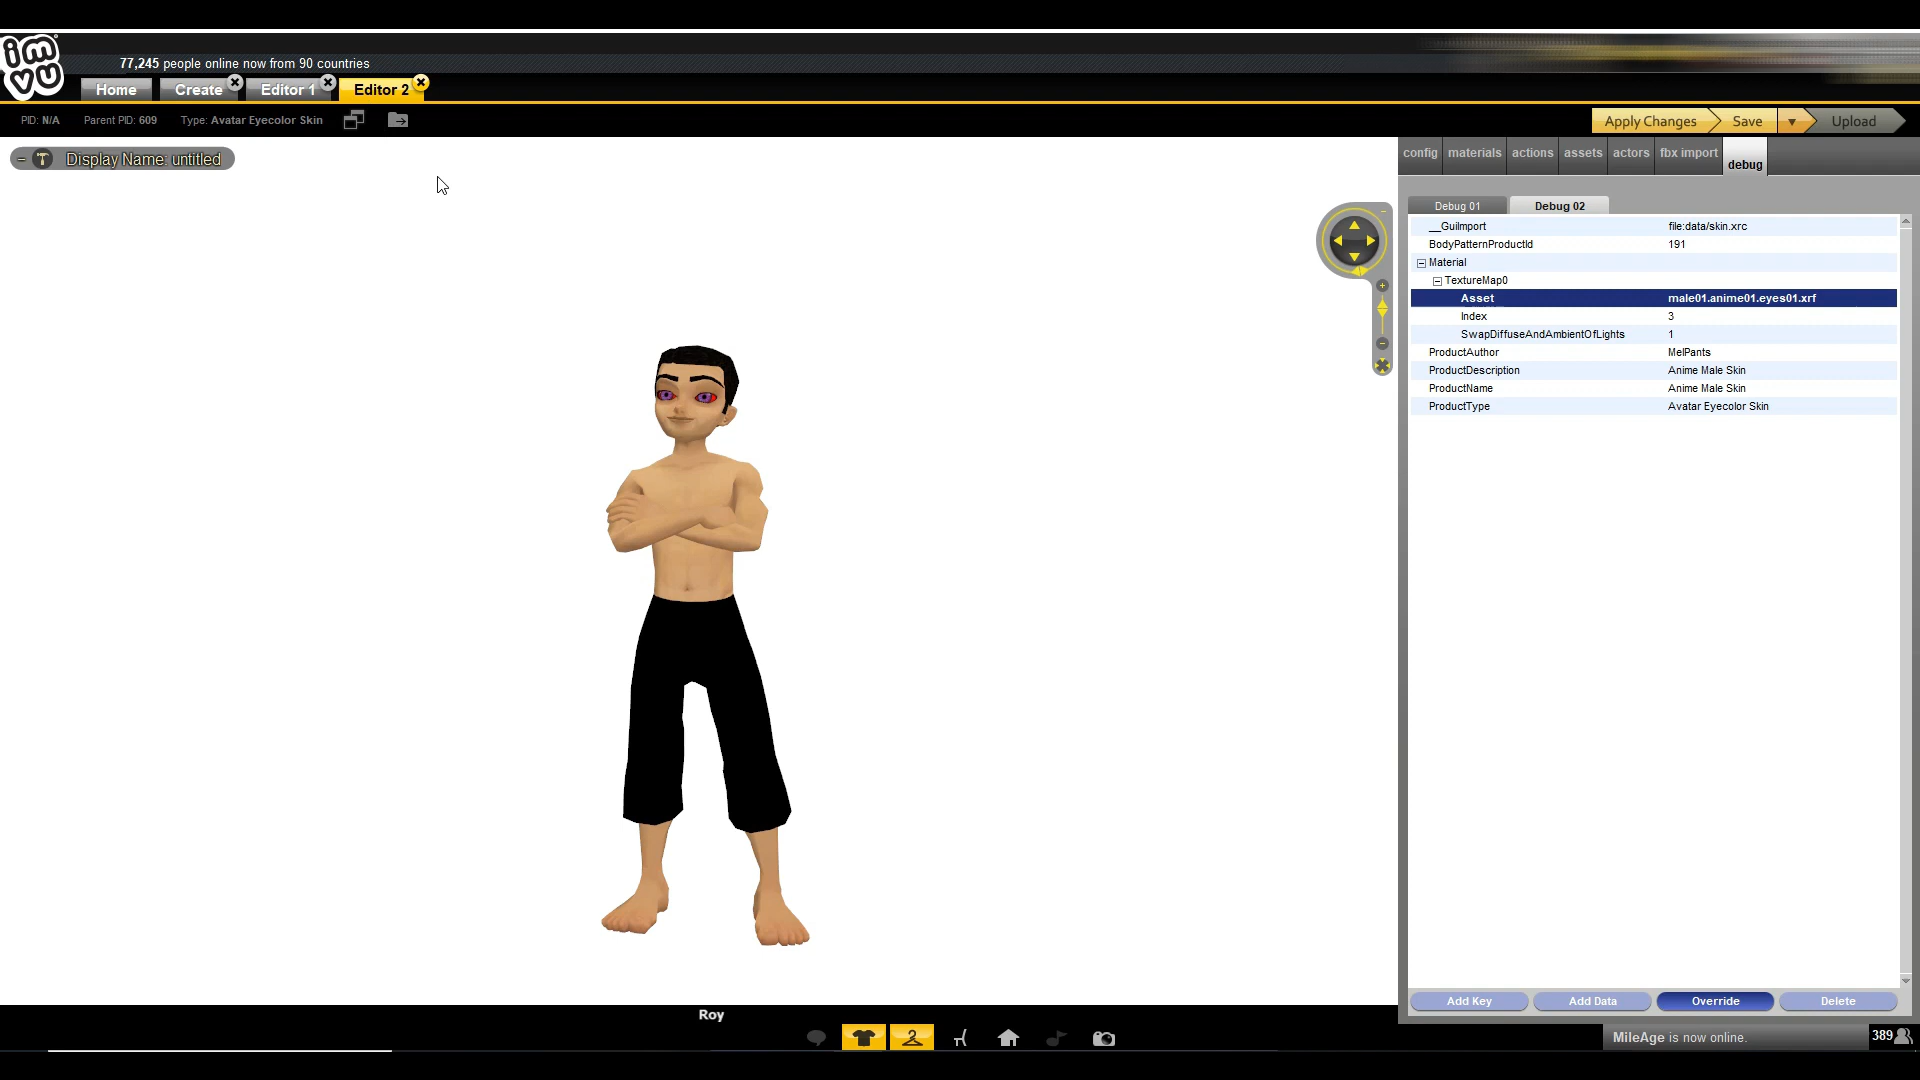 imvu
77,245 people online now from 90 countries
Home Create Editor 1 Editor 2
PID: N/A Parent PID: 609 Type: Avatar Eyecolor Skin
Apply Changes Save Upload
Display Name: untitled
config materials actions assets actors fbx import debug
Debug 01 Debug 02
__GuiImport file:data/skin.xrc
BodyPatternProductId 191
Material
TextureMap0
Asset male01.anime01.eyes01.xrf
Index 3
SwapDiffuseAndAmbientOfLights 1
ProductAuthor MelPants
ProductDescription Anime Male Skin
ProductName Anime Male Skin
ProductType Avatar Eyecolor Skin
Add Key Add Data Override Delete
Roy
MileAge is now online.
389